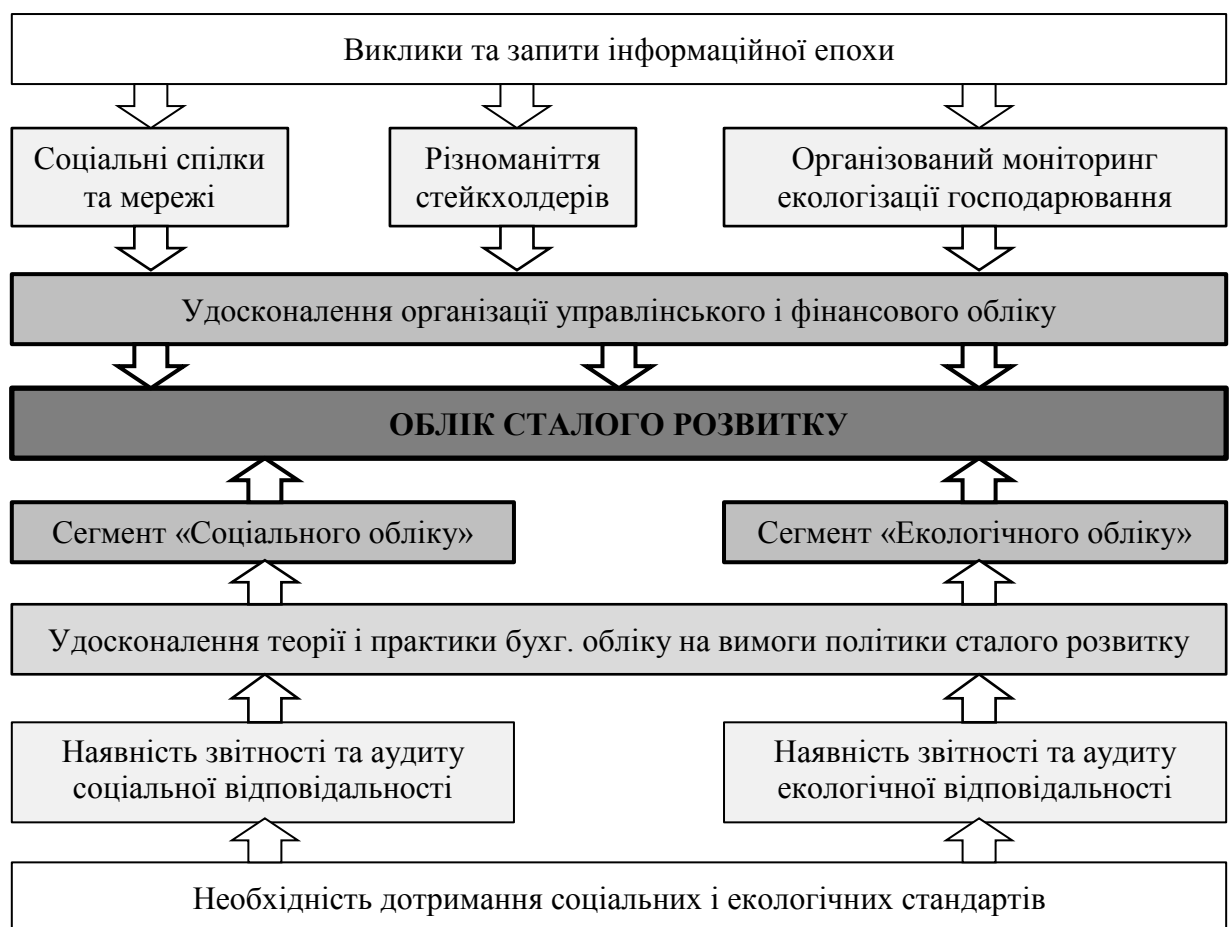 Виклики та запити інформаційної епохи
Соціальні спілки
та мережі
Різноманіття
стейкхолдерів
Організований моніторинг
екологізації господарювання
Удосконалення організації управлінського і фінансового обліку
ОБЛІК СТАЛОГО РОЗВИТКУ
Сегмент «Соціального обліку»
Сегмент «Екологічного обліку»
Удосконалення теорії і практики бухг. обліку на вимоги політики сталого розвитку
Наявність звітності та аудиту
соціальної відповідальності
Наявність звітності та аудиту
екологічної відповідальності
Необхідність дотримання соціальних і екологічних стандартів